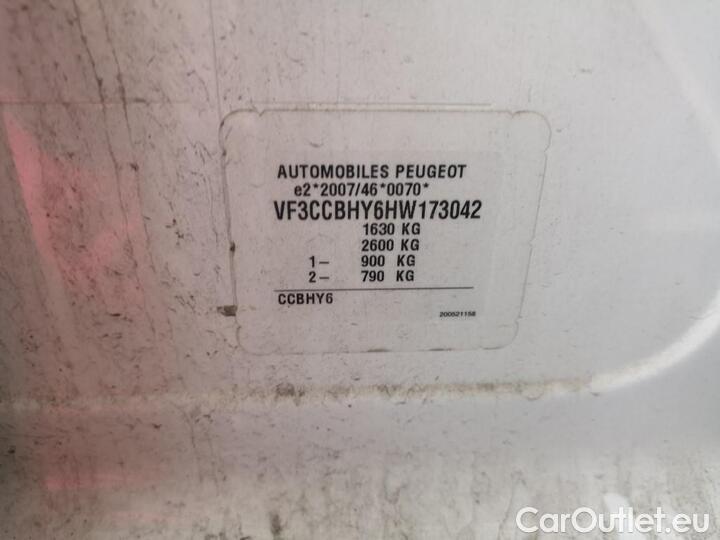 AUTOMOBILES PEUGEOT
e2*2007/46*0070*
VF3CCBHY6HW173042
1630 KG
2600 KG
1– 900 KG
2– 790 KG
CCBHY6
200521158
CarOutlet.eu